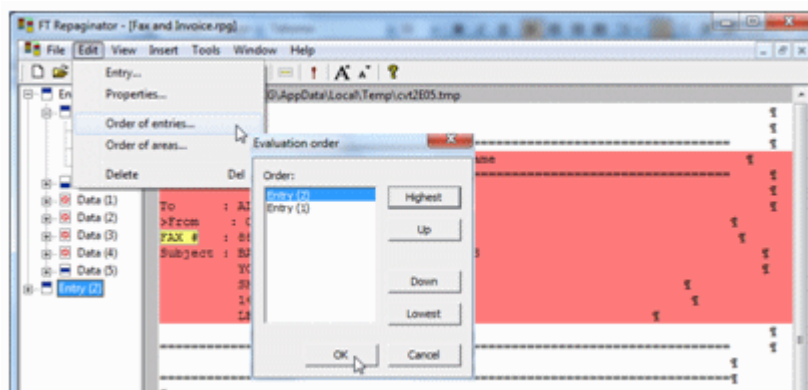 FT Repaginator - [Fax and Invoice.rpg]
File Edit View Insert Tools Window Help
Entry...
Properties...
Order of entries...
Order of areas...
Delete Del
G\AppData\Local\Temp\cvt2E05.tmp
En
Data (1)
Data (2)
Data (3)
Data (4)
Data (5)
Entry (2)
To :
>From :
FAX # :
Subject :
Evaluation order
Order:
Entry (2)
Entry (1)
Highest
Up
Down
Lowest
OK
Cancel